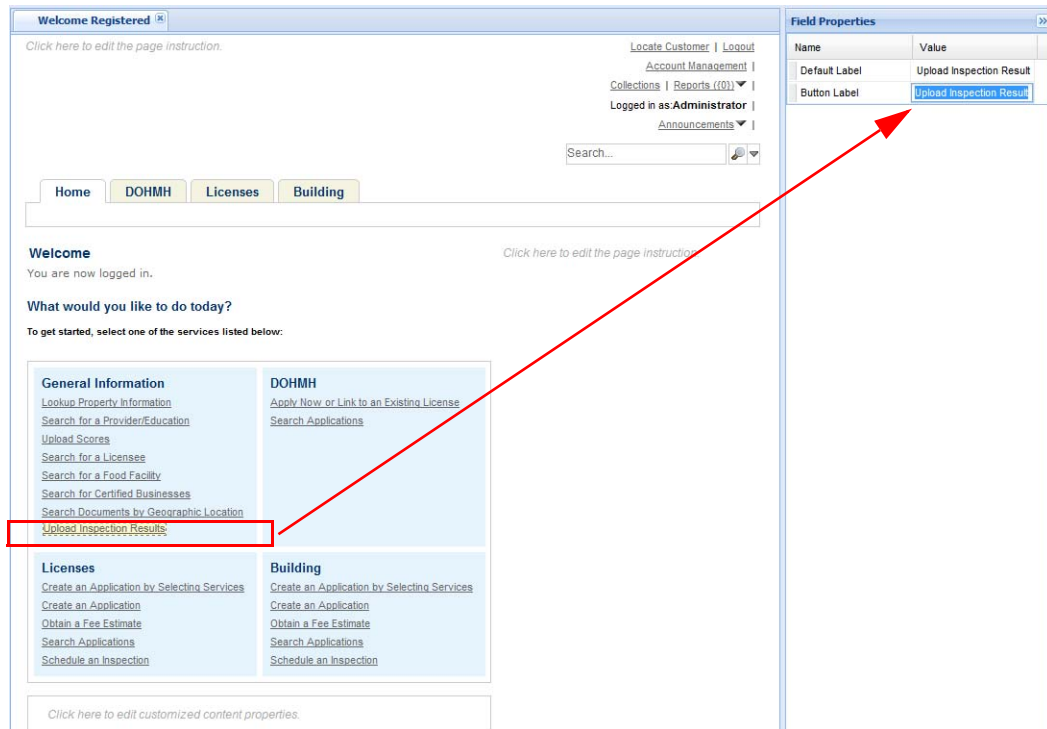 Welcome Registered
Click here to edit the page instruction.
Locate Customer | Logout
Account Management |
Collections | Reports ({0}) |
Logged in as:Administrator |
Announcements |
Search...
Home DOHMH Licenses Building
Welcome
Click here to edit the page instruction.
You are now logged in.
What would you like to do today?
To get started, select one of the services listed below:
General Information
Lookup Property Information
Search for a Provider/Education
Upload Scores
Search for a Licensee
Search for a Food Facility
Search for Certified Businesses
Search Documents by Geographic Location
Upload Inspection Results
DOHMH
Apply Now or Link to an Existing License
Search Applications
Licenses
Create an Application by Selecting Services
Create an Application
Obtain a Fee Estimate
Search Applications
Schedule an Inspection
Building
Create an Application by Selecting Services
Create an Application
Obtain a Fee Estimate
Search Applications
Schedule an Inspection
Click here to edit customized content properties.
Field Properties
Name Value
Default Label Upload Inspection Result
Button Label Upload Inspection Result